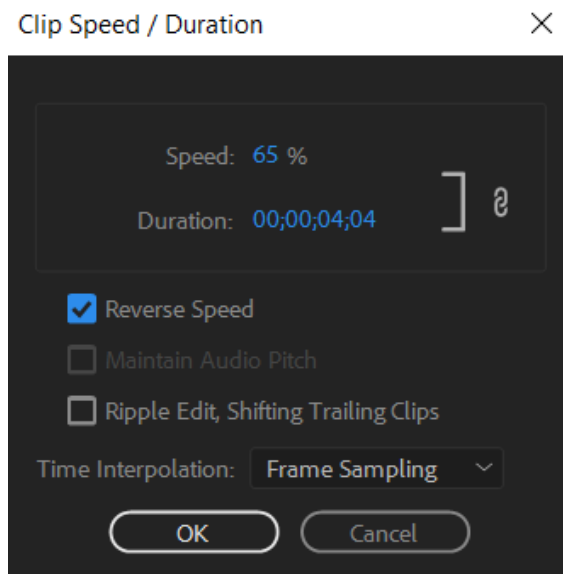 Clip Speed / Duration
Speed: 65 %
Duration: 00;00;04;04
Reverse Speed
Maintain Audio Pitch
Ripple Edit, Shifting Trailing Clips
Time Interpolation: Frame Sampling
OK Cancel